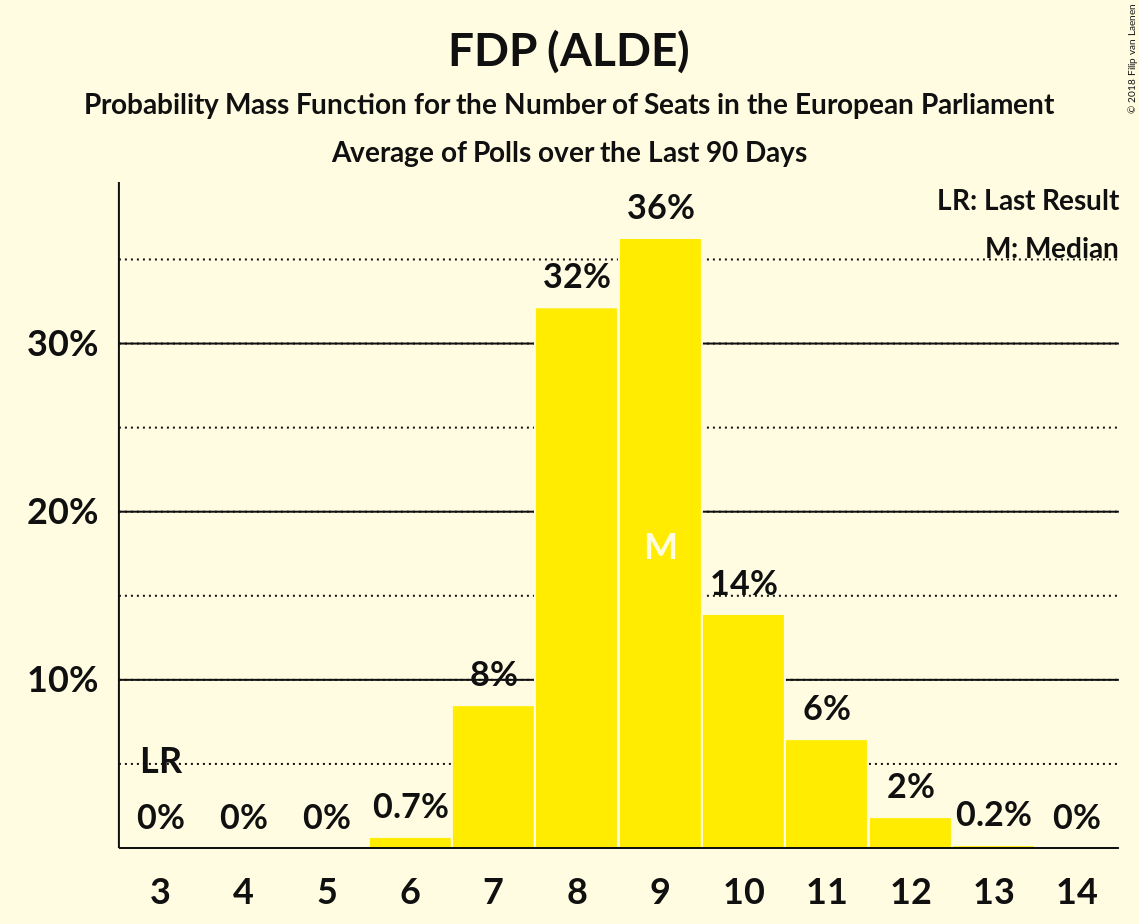 FDP (ALDE)
Probability Mass Function for the Number of Seats in the European Parliament
Average of Polls over the Last 90 Days
© 2018 Filip van Laenen
LR: Last Result
M: Median
36%
32%
30%
20%
M
14%
10%
8%
6%
LR
2%
0% 0% 0% 0.7% 0.2% 0%
3 4 5 6 7 8 9 10 11 12 13 14